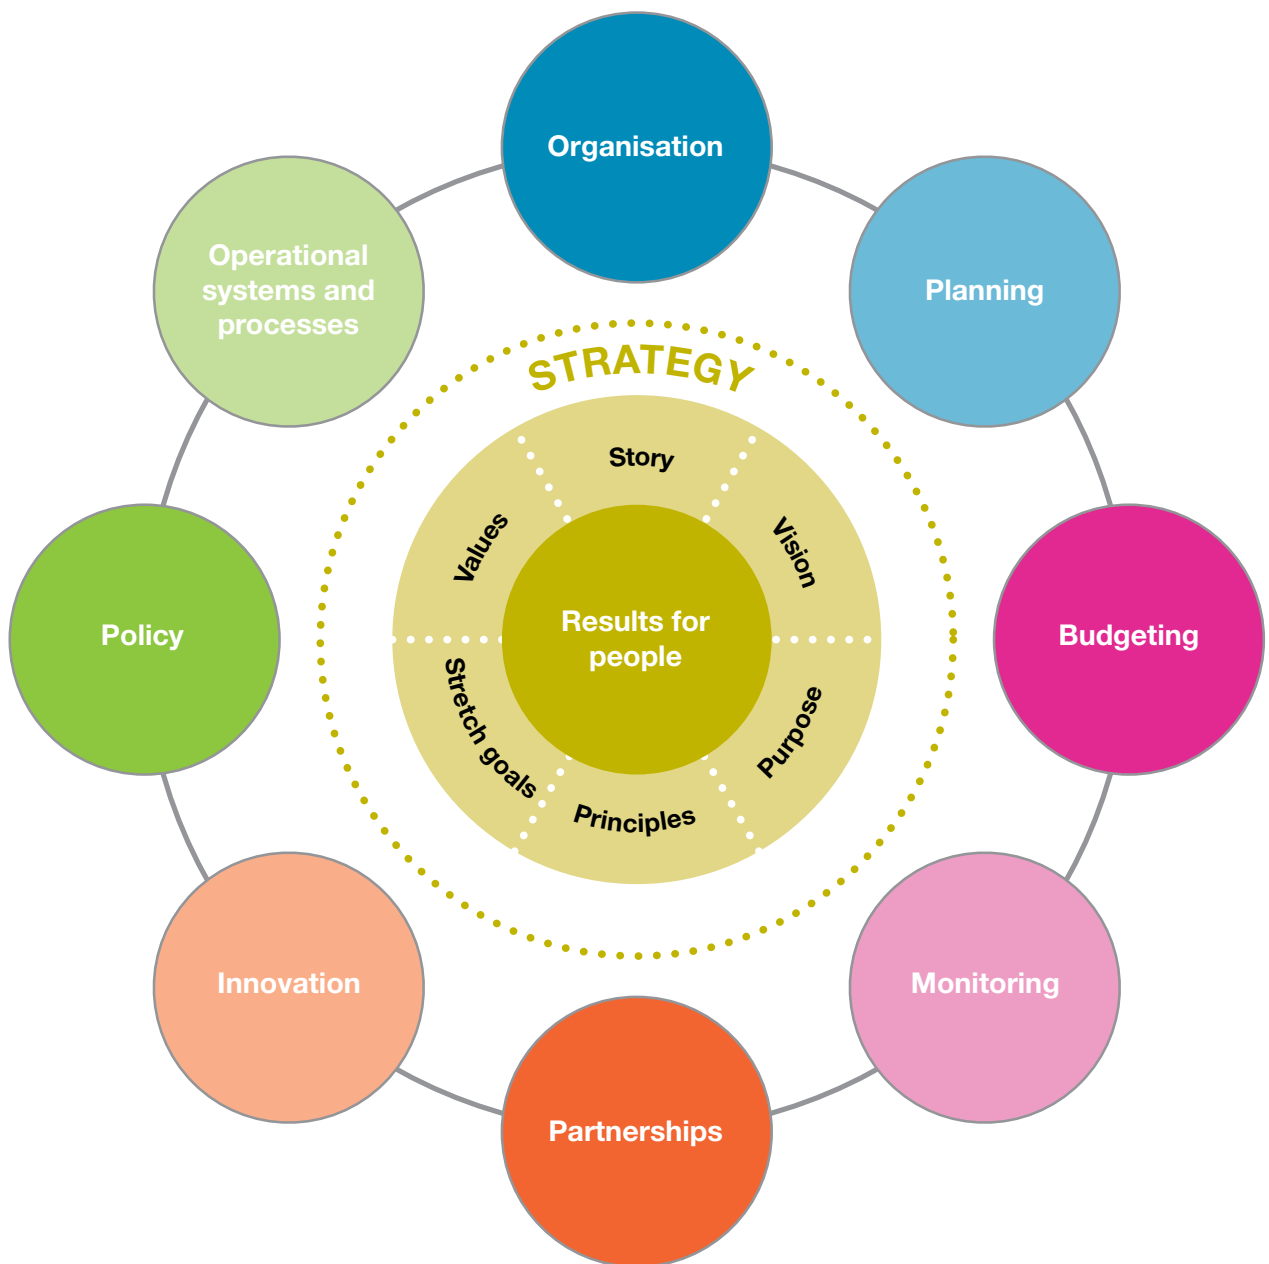 Organisation
Operational
systems and
processes
Planning
STRATEGY
Story
Values
Vision
Results for
people
Policy
Budgeting
Stretch goals
Purpose
Principles
Innovation
Monitoring
Partnerships